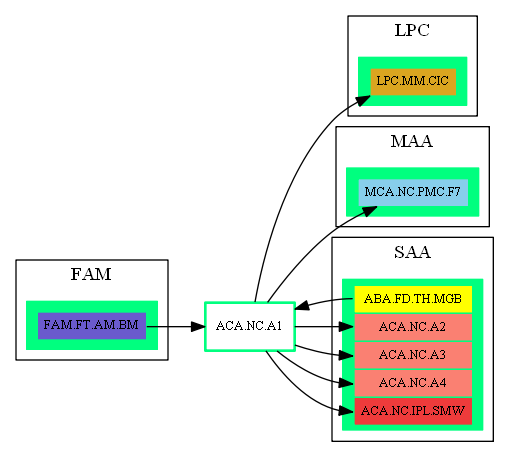 LPC
LPC.MM.CIC
MAA
MCA.NC.PMC.F7
SAA
ABA.FD.TH.MGB
ACA.NC.A2
ACA.NC.A3
ACA.NC.A4
ACA.NC.IPL.SMW
FAM
FAM.FT.AM.BM
ACA.NC.A1